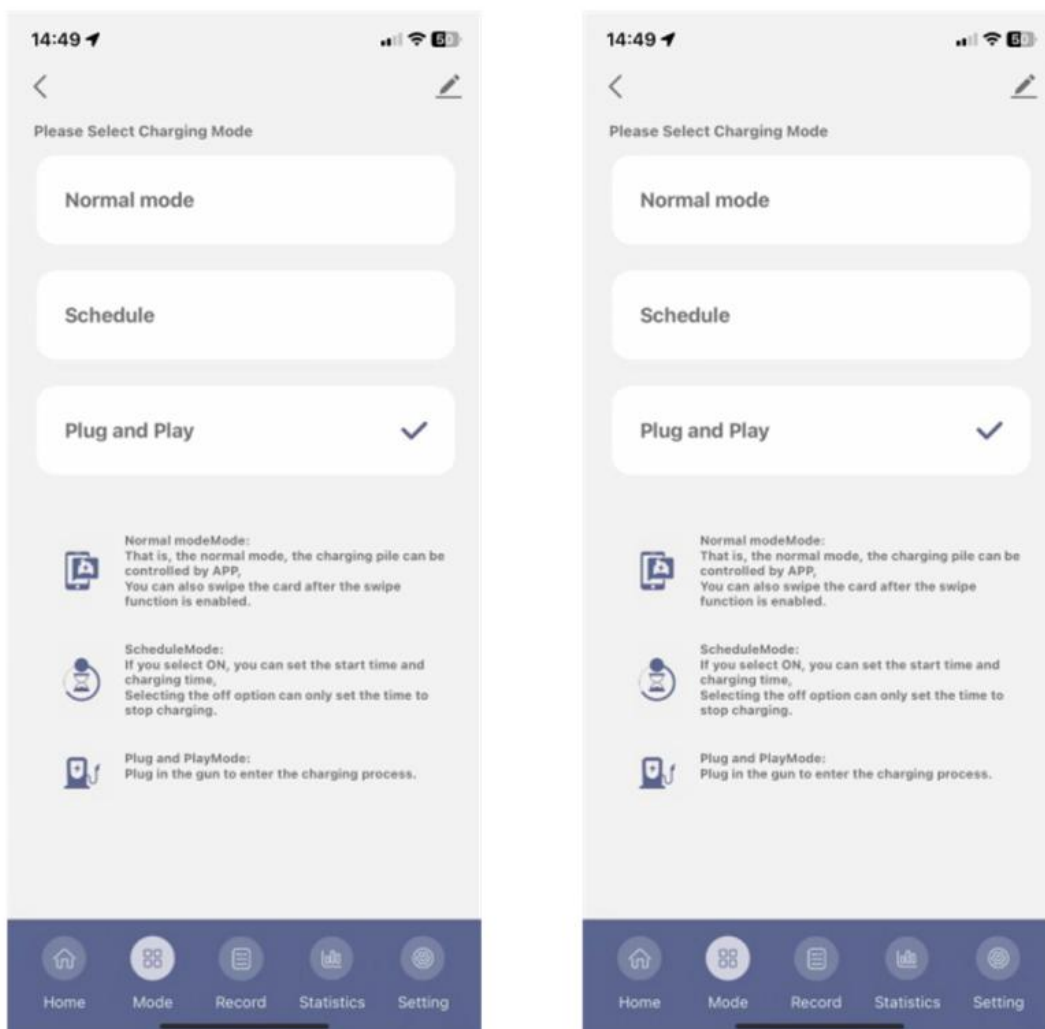 14:49
50
Please Select Charging Mode
Normal mode
Schedule
Plug and Play
Normal modeMode:
That is, the normal mode, the charging pile can be
controlled by APP,
You can also swipe the card after the swipe
function is enabled.
ScheduleMode:
If you select ON, you can set the start time and
charging time,
Selecting the off option can only set the time to
stop charging.
Plug and PlayMode:
Plug in the gun to enter the charging process.
Home Mode Record Statistics Setting
14:49
50
Please Select Charging Mode
Normal mode
Schedule
Plug and Play
Normal modeMode:
That is, the normal mode, the charging pile can be
controlled by APP,
You can also swipe the card after the swipe
function is enabled.
ScheduleMode:
If you select ON, you can set the start time and
charging time,
Selecting the off option can only set the time to
stop charging.
Plug and PlayMode:
Plug in the gun to enter the charging process.
Home Mode Record Statistics Setting